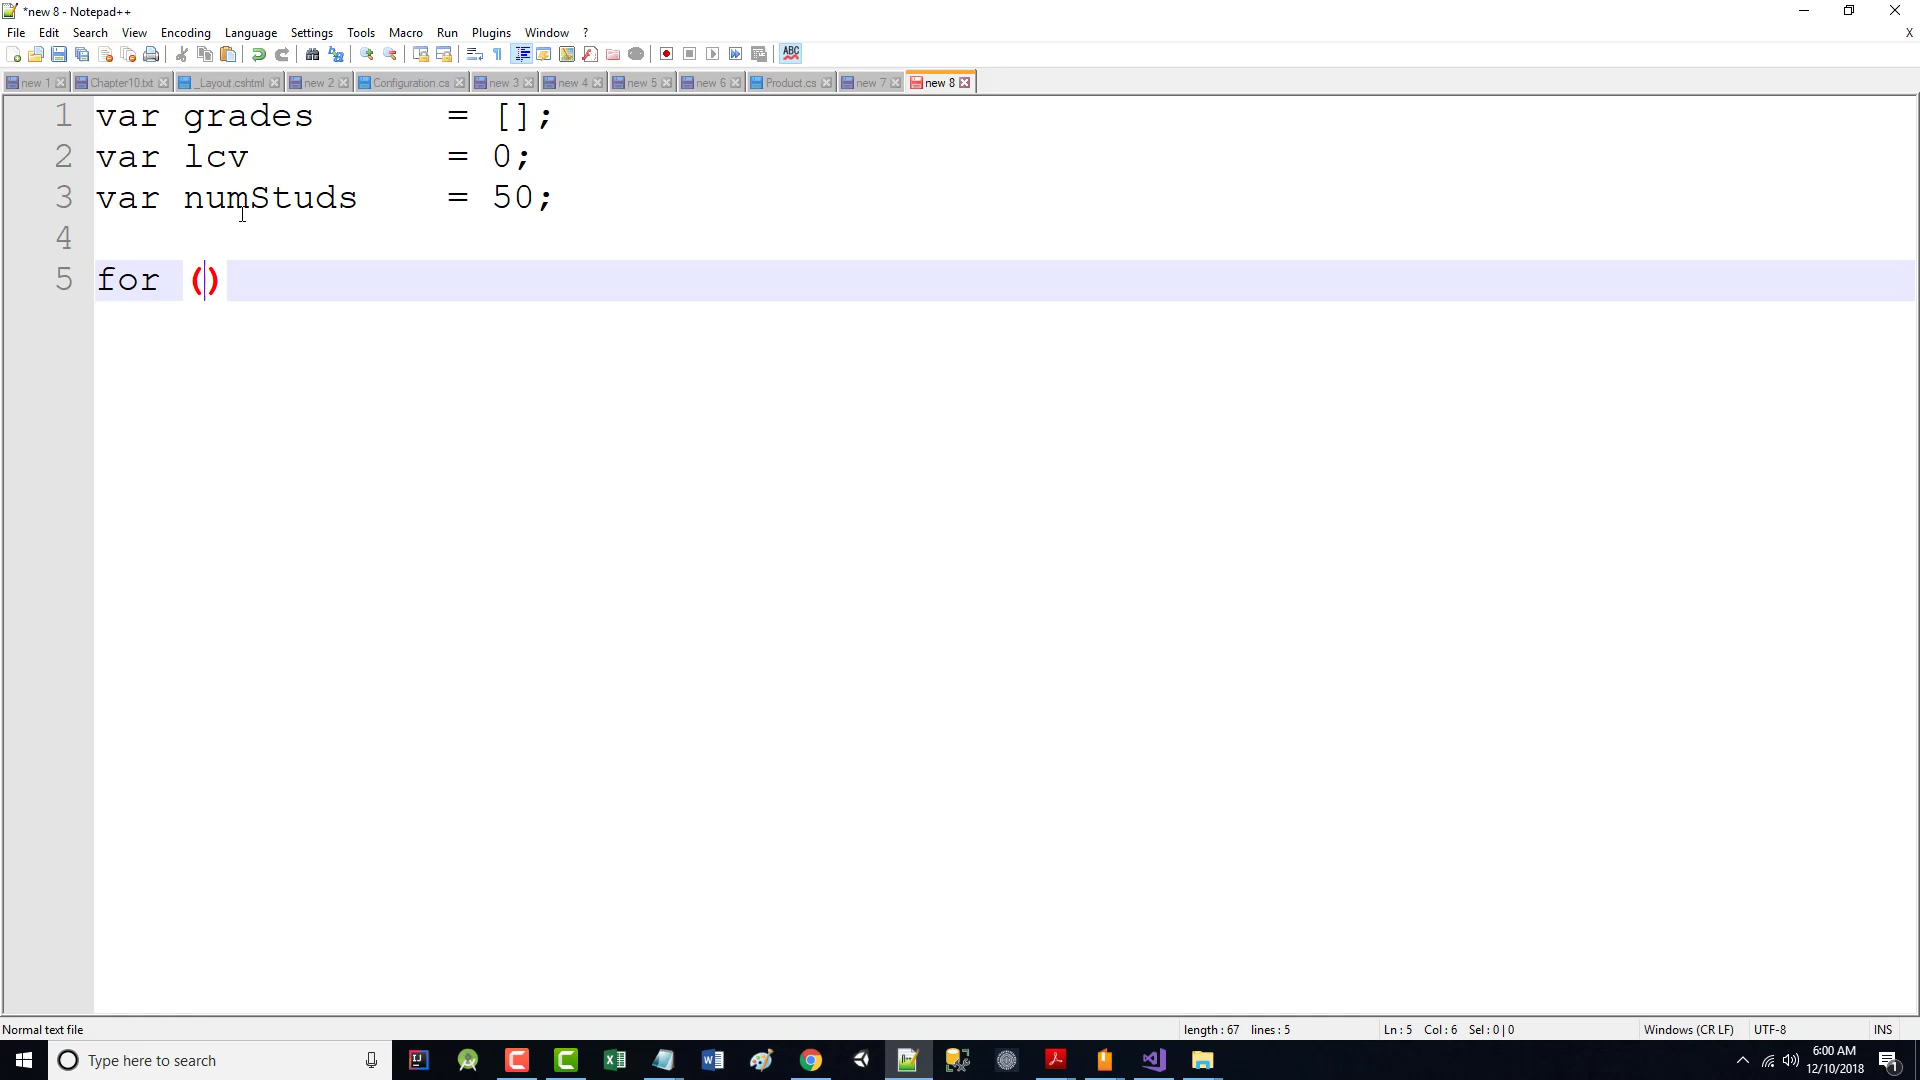 *new 8 - Notepad++
File Edit Search View Encoding Language Settings Tools Macro Run Plugins Window ? X
new 1 Chapter10.txt _Layout.cshtml new 2 Configuration.cs new 3 new 4 new 5 new 6 Product.cs new 7 new 8
1 var grades = [];
2 var lcv = 0;
3 var numStuds = 50;
4
5 for ()
Normal text file length : 67 lines : 5 Ln : 5 Col : 6 Sel : 0 | 0 Windows (CR LF) UTF-8 INS
Type here to search 6:00 AM
12/10/2018